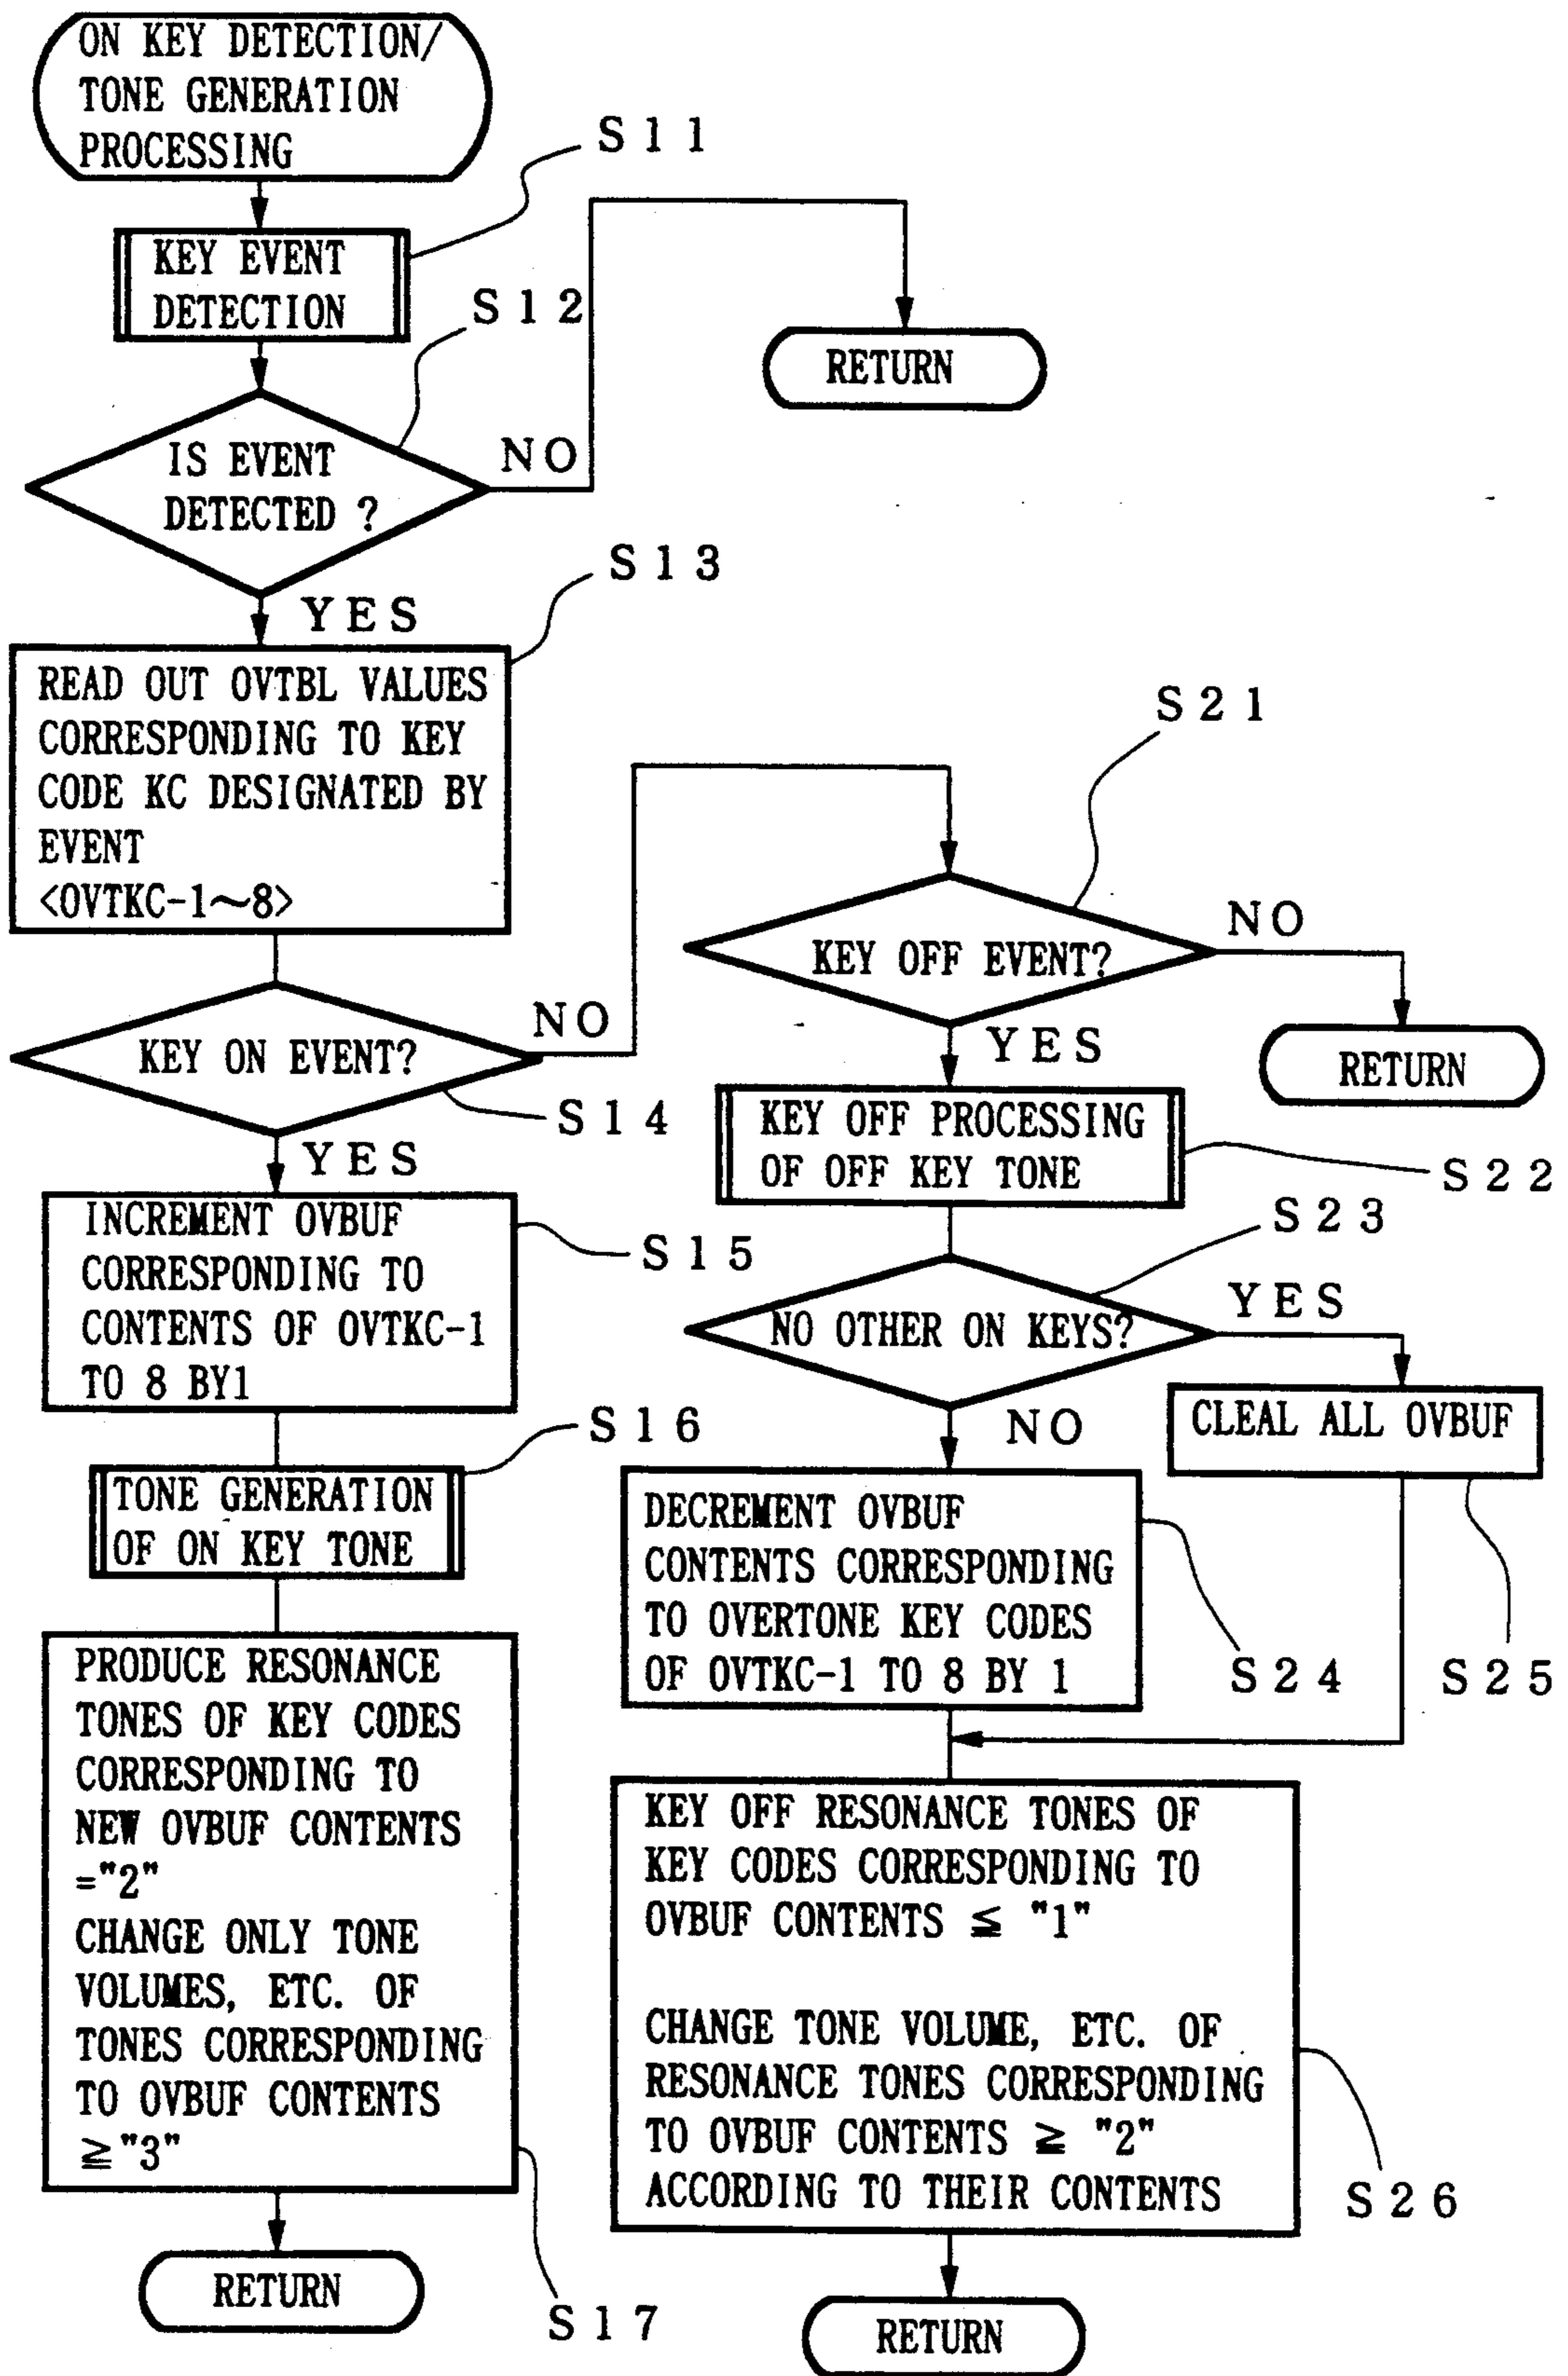 ON KEY DETECTION/
TONE GENERATION
PROCESSING
S11
KEY EVENT
DETECTION
S12
RETURN
IS EVENT
DETECTED ?
NO
S13
YES
READ OUT OVTBL VALUES
CORRESPONDING TO KEY
CODE KC DESIGNATED BY
EVENT
<OVTKC-1~8>
KEY ON EVENT?
NO
S14
YES
INCREMENT OVBUF
CORRESPONDING TO
CONTENTS OF OVTKC-1
TO 8 BY1
S15
S16
TONE GENERATION
OF ON KEY TONE
PRODUCE RESONANCE
TONES OF KEY CODES
CORRESPONDING TO
NEW OVBUF CONTENTS
="2"
CHANGE ONLY TONE
VOLUMES, ETC. OF
TONES CORRESPONDING
TO OVBUF CONTENTS
≧"3"
RETURN
S17
S21
KEY OFF EVENT?
NO
RETURN
YES
KEY OFF PROCESSING
OF OFF KEY TONE
S22
S23
NO OTHER ON KEYS?
YES
CLEAL ALL OVBUF
NO
DECREMENT OVBUF
CONTENTS CORRESPONDING
TO OVERTONE KEY CODES
OF OVTKC-1 TO 8 BY 1
S24
S25
KEY OFF RESONANCE TONES OF
KEY CODES CORRESPONDING TO
OVBUF CONTENTS ≦ "1"
CHANGE TONE VOLUME, ETC. OF
RESONANCE TONES CORRESPONDING
TO OVBUF CONTENTS ≧ "2"
ACCORDING TO THEIR CONTENTS
S26
RETURN